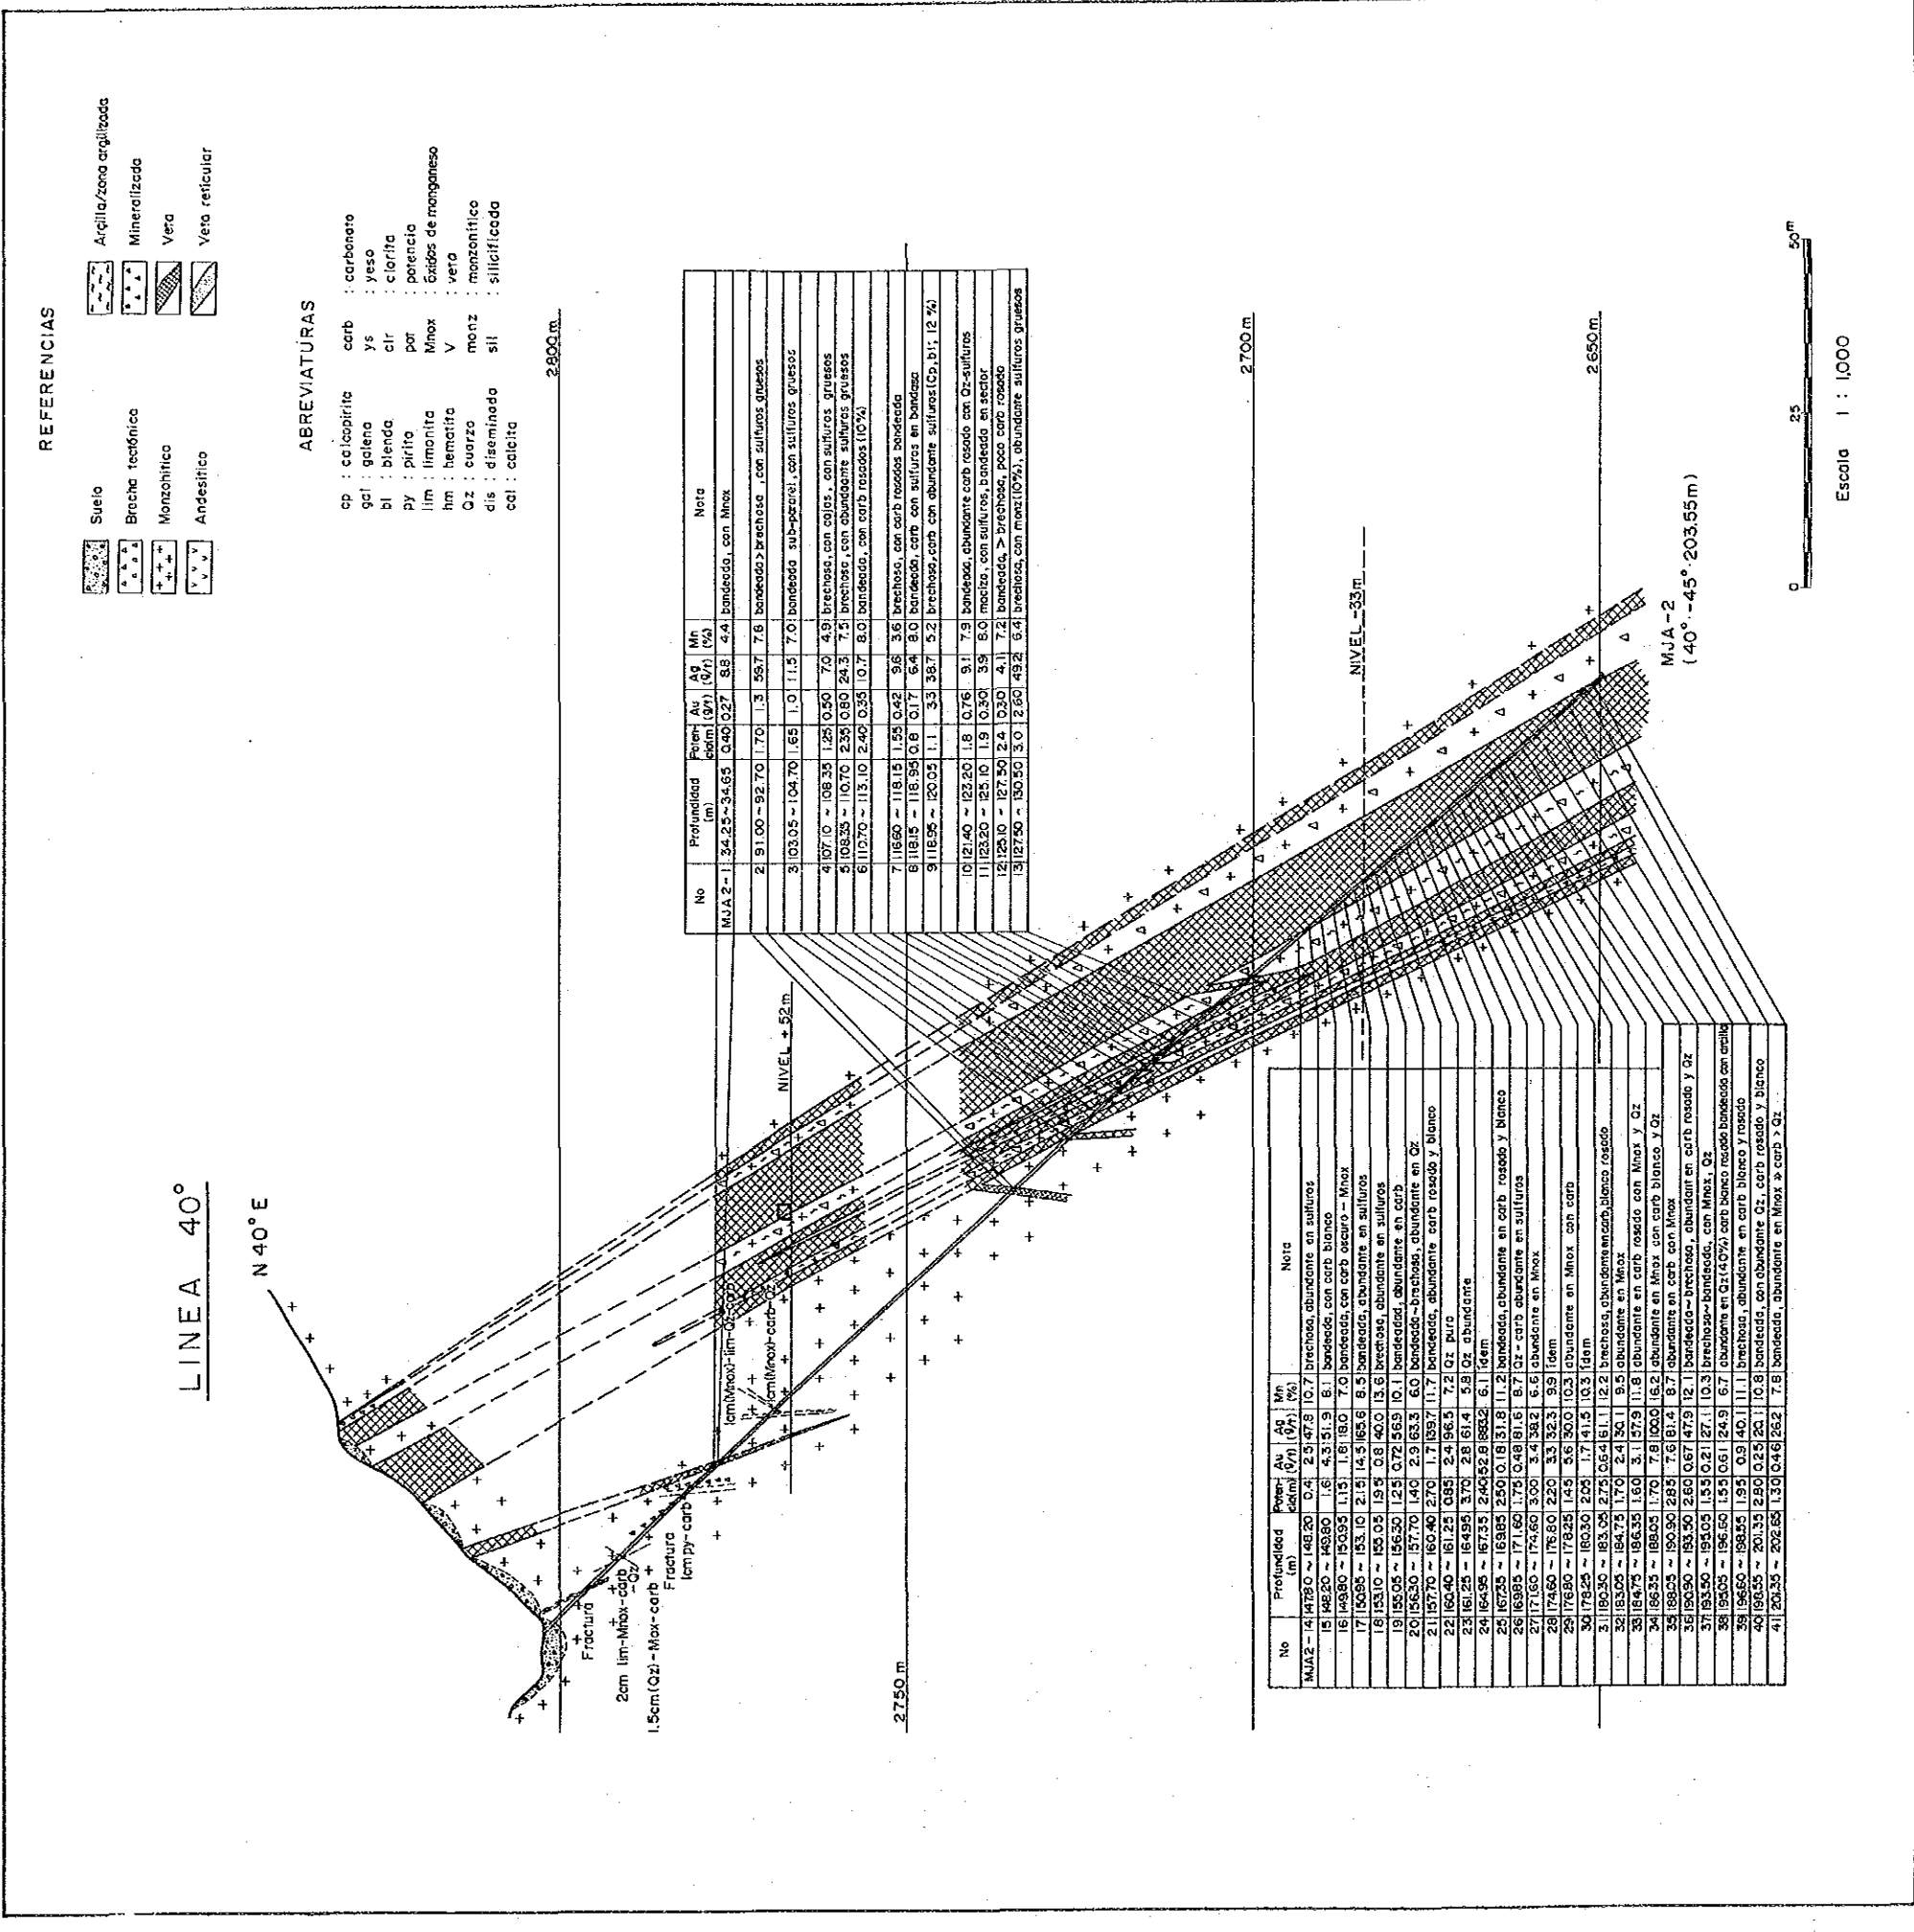 LINEA 40°
N 40° E
REFERENCIAS
Suelo
Arcilla/zona argilizada
Brecha tectónica
Mineralizada
Monzonítico
Veta
Andesítico
Veta reticular
ABREVIATURAS
cp : calcopirita carb : carbonato
gal : galena ys : yeso
bl : blenda clr : clorita
py : pirita pot : potencia
lim : limonita Mnox : óxidos de manganeso
hm : hematita V : veta
Qz : cuarzo monz : monzonítico
dis : diseminado sil : silicificada
cal : calcita
2800 m
2750 m
2700 m
2650 m
NIVEL + 52 m
NIVEL -33 m
Fractura
2cm lim-Mnox-carb
-Qz
1.5cm(Qz)-Mox-carb
Fractura
1cm py-carb
1cm(Mnox)-lim-Qz-carb
1cm(Mnox)-carb-Qz
No Profundidad (m) Potencia(m) Au (g/t) Ag (g/t) Mn (%) Nota
MJA 2 - 1 34.25 ~ 34.65 0.40 0.27 8.8 4.4 bandeada, con Mnox
2 91.00 ~ 92.70 1.70 1.3 59.7 7.8 bandeada > brechosa, con sulfuros gruesos
3 103.05 ~ 104.70 1.65 1.0 11.5 7.0 bandeada sub-paralel, con sulfuros gruesos
4 107.10 ~ 108.35 1.25 0.50 7.0 4.9 brechosa, con cajas, con sulfuros gruesos
5 108.35 ~ 110.70 2.35 0.80 24.3 7.5 brechosa, con abundante sulfuros gruesos
6 110.70 ~ 113.10 2.40 0.35 10.7 8.0 bandeada, con carb rosados (10%)
7 116.60 ~ 118.15 1.55 0.42 9.6 3.6 brechosa, con carb rosados bandeada
8 118.15 ~ 118.95 0.8 0.17 6.4 8.0 bandeada, carb con sulfuros en bandasa
9 118.95 ~ 120.05 1.1 3.3 38.7 5.2 brechosa, carb con abundante sulfuros (Cp, bl; 12 %)
10 121.40 ~ 123.20 1.8 0.76 9.1 7.9 bandeada, abundante carb rosado con Qz-sulfuros
11 123.20 ~ 125.10 1.9 0.30 3.9 8.0 maciza, con sulfuros, bandeada en sector
12 125.10 ~ 127.50 2.4 0.30 4.1 7.2 bandeada, > brechosa, poco carb rosado
13 127.50 ~ 130.50 3.0 2.60 49.2 6.4 brechosa, con monz (10%), abundante sulfuros gruesos
No Profundidad (m) Potencia(m) Au (g/t) Ag (g/t) Mn (%) Nota
MJA2 - 14 147.80 ~ 148.20 0.4 2.5 47.9 10.7 brechosa, abundante en sulfuros
15 148.20 ~ 149.80 1.6 4.3 51.9 8.1 bandeada, con carb blanco
16 149.80 ~ 150.95 1.15 1.8 18.0 7.0 bandeada, con carb oscuro - Mnox
17 150.95 ~ 153.10 2.15 14.5 165.6 8.5 bandeada, abundante en sulfuros
18 153.10 ~ 155.05 1.95 0.8 40.0 13.6 brechosa, abundante en sulfuros
19 155.05 ~ 156.30 1.25 0.72 56.9 10.1 bandeadad, abundante en carb
20 156.30 ~ 157.70 1.40 2.9 63.3 6.0 bandeada~brechosa, abundante en Qz
21 157.70 ~ 160.40 2.70 1.7 139.7 11.7 bandeada, abundante carb rosado y blanco
22 160.40 ~ 161.25 0.85 2.4 96.5 7.2 Qz puro
23 161.25 ~ 164.95 3.70 2.8 61.4 5.8 Qz abundante
24 164.95 ~ 167.35 2.40 52.8 883.2 6.1 idem
25 167.35 ~ 169.85 2.50 0.18 31.8 11.2 bandeada, abundante en carb rosado y blanco
26 169.85 ~ 171.60 1.75 0.48 81.6 8.7 Qz - carb abundante en sulfuros
27 171.60 ~ 174.60 3.00 3.4 38.2 6.6 abundante en Mnox
28 174.60 ~ 176.80 2.20 3.3 32.3 9.9 idem
29 176.80 ~ 178.25 1.45 5.6 30.0 10.3 abundante en Mnox con carb
30 178.25 ~ 180.30 2.05 1.7 41.5 10.3 idem
31 180.30 ~ 183.05 2.75 0.64 61.1 12.2 brechosa, abundante en carb, blanco rosado
32 183.05 ~ 184.75 1.70 2.4 30.1 9.5 abundante en Mnox
33 184.75 ~ 186.35 1.60 3.1 57.9 11.8 abundante en carb rosado con Mnox y Qz
34 186.35 ~ 188.05 1.70 7.8 100.0 16.2 abundante en Mnox con carb blanco y Qz
35 188.05 ~ 190.90 2.85 7.6 81.4 8.7 abundante en carb con Mnox
36 190.90 ~ 193.50 2.60 0.67 47.9 12.1 bandeada~brechosa, abundant en carb rosado y Qz
37 193.50 ~ 195.05 1.55 0.21 27.1 10.3 brechosa~bandeada, con Mnox, Qz
38 195.05 ~ 196.60 1.55 0.61 24.9 6.7 abundante en Qz (40%) carb blanco rosado bandeada con arcilla
39 196.60 ~ 198.55 1.95 0.9 40.1 11.1 brechosa, abundante en carb blanco y rosado
40 198.55 ~ 201.35 2.80 0.25 20.1 10.8 bandeada, con abundante Qz, carb rosado y blanco
41 201.35 ~ 202.65 1.30 0.46 26.2 7.8 bandeada, abundante en Mnox » carb > Qz
MJA-2
(40°·-45°·203.55m)
0 25 50 m
Escala 1 : 1,000